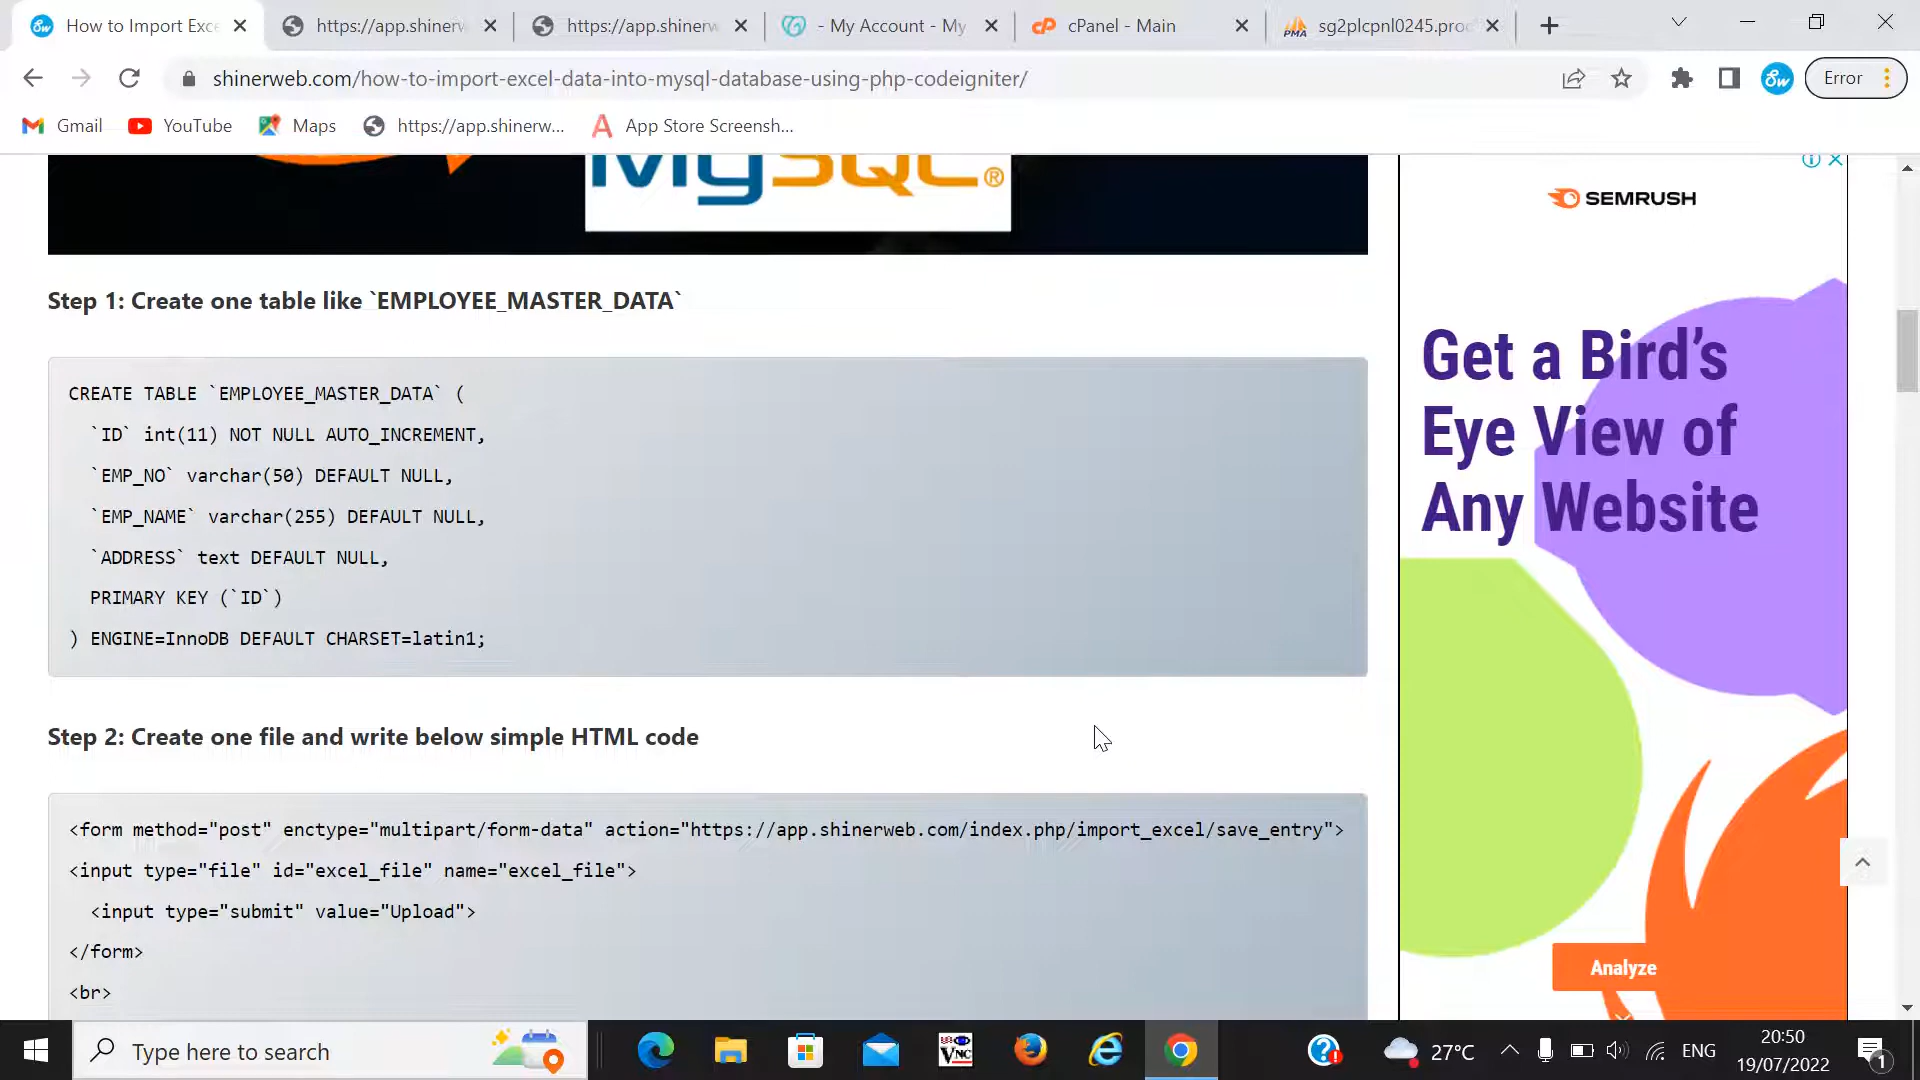 How to Import Exce
https://app.shinerw
https://app.shinerw
- My Account - My
cPanel - Main
PMA
sg2plcpnl0245.proc
shinerweb.com/how-to-import-excel-data-into-mysql-database-using-php-codeigniter/
Sw
Error
Gmail
YouTube
Maps
https://app.shinerw...
App Store Screensh...
MySQL®
Step 1: Create one table like `EMPLOYEE_MASTER_DATA`
CREATE TABLE `EMPLOYEE_MASTER_DATA` (
`ID` int(11) NOT NULL AUTO_INCREMENT,
`EMP_NO` varchar(50) DEFAULT NULL,
`EMP_NAME` varchar(255) DEFAULT NULL,
`ADDRESS` text DEFAULT NULL,
PRIMARY KEY (`ID`)
) ENGINE=InnoDB DEFAULT CHARSET=latin1;
Step 2: Create one file and write below simple HTML code
<form method="post" enctype="multipart/form-data" action="https://app.shinerweb.com/index.php/import_excel/save_entry">
<input type="file" id="excel_file" name="excel_file">
<input type="submit" value="Upload">
</form>
<br>
SEMRUSH
Get a Bird's
Eye View of
Any Website
Analyze
Type here to search
VNC
27°C
ENG
20:50
19/07/2022
1